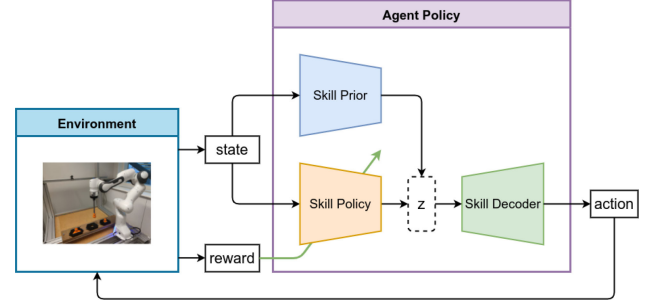 Agent Policy
Skill Prior
Environment
state
Skill Policy
z
Skill Decoder
action
reward